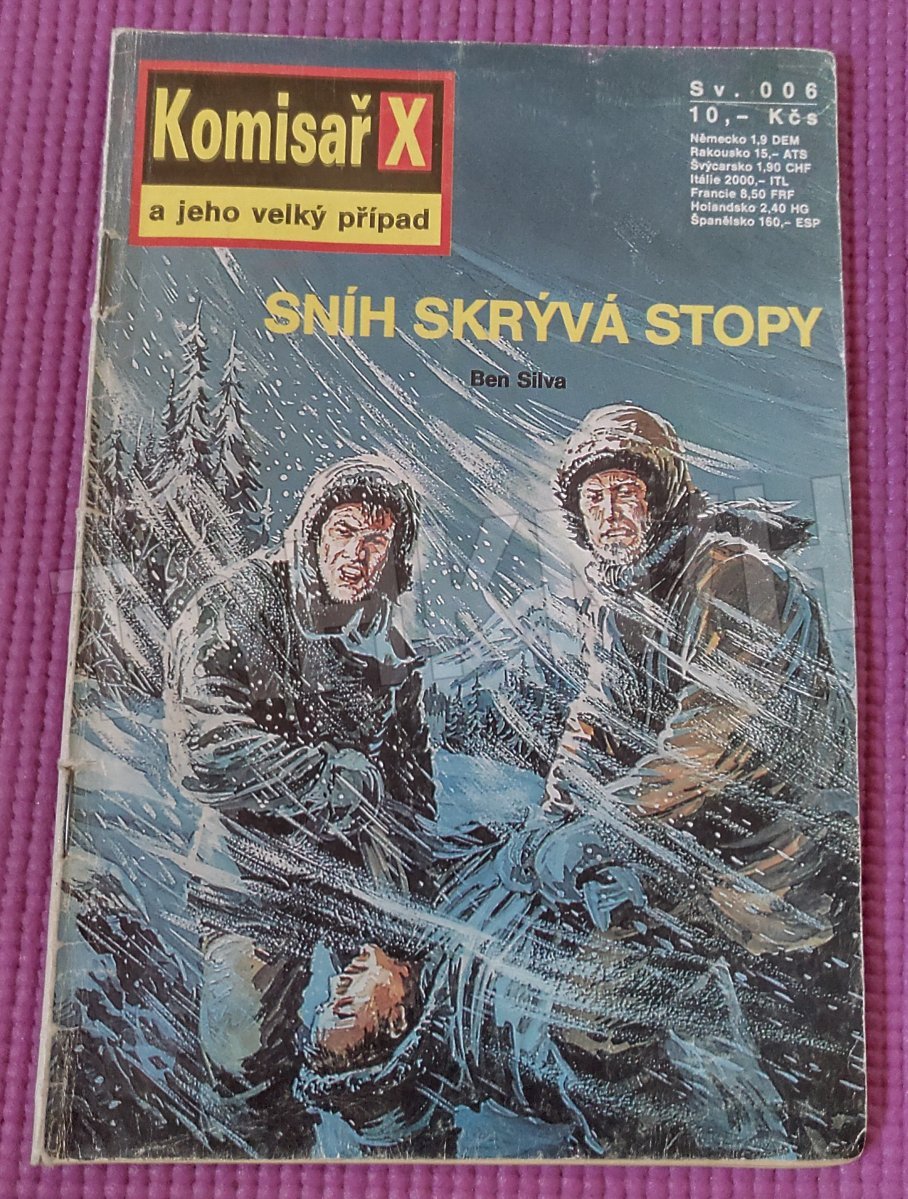 Komisař X
a jeho velký případ
Sv. 006
10,- Kčs
Německo 1,9 DEM
Rakousko 15,- ATS
Švýcarsko 1,90 CHF
Itálie 2000,- ITL
Francie 8,50 FRF
Holandsko 2,40 HG
Španělsko 160,- ESP
SNÍH SKRÝVÁ STOPY
Ben Silva